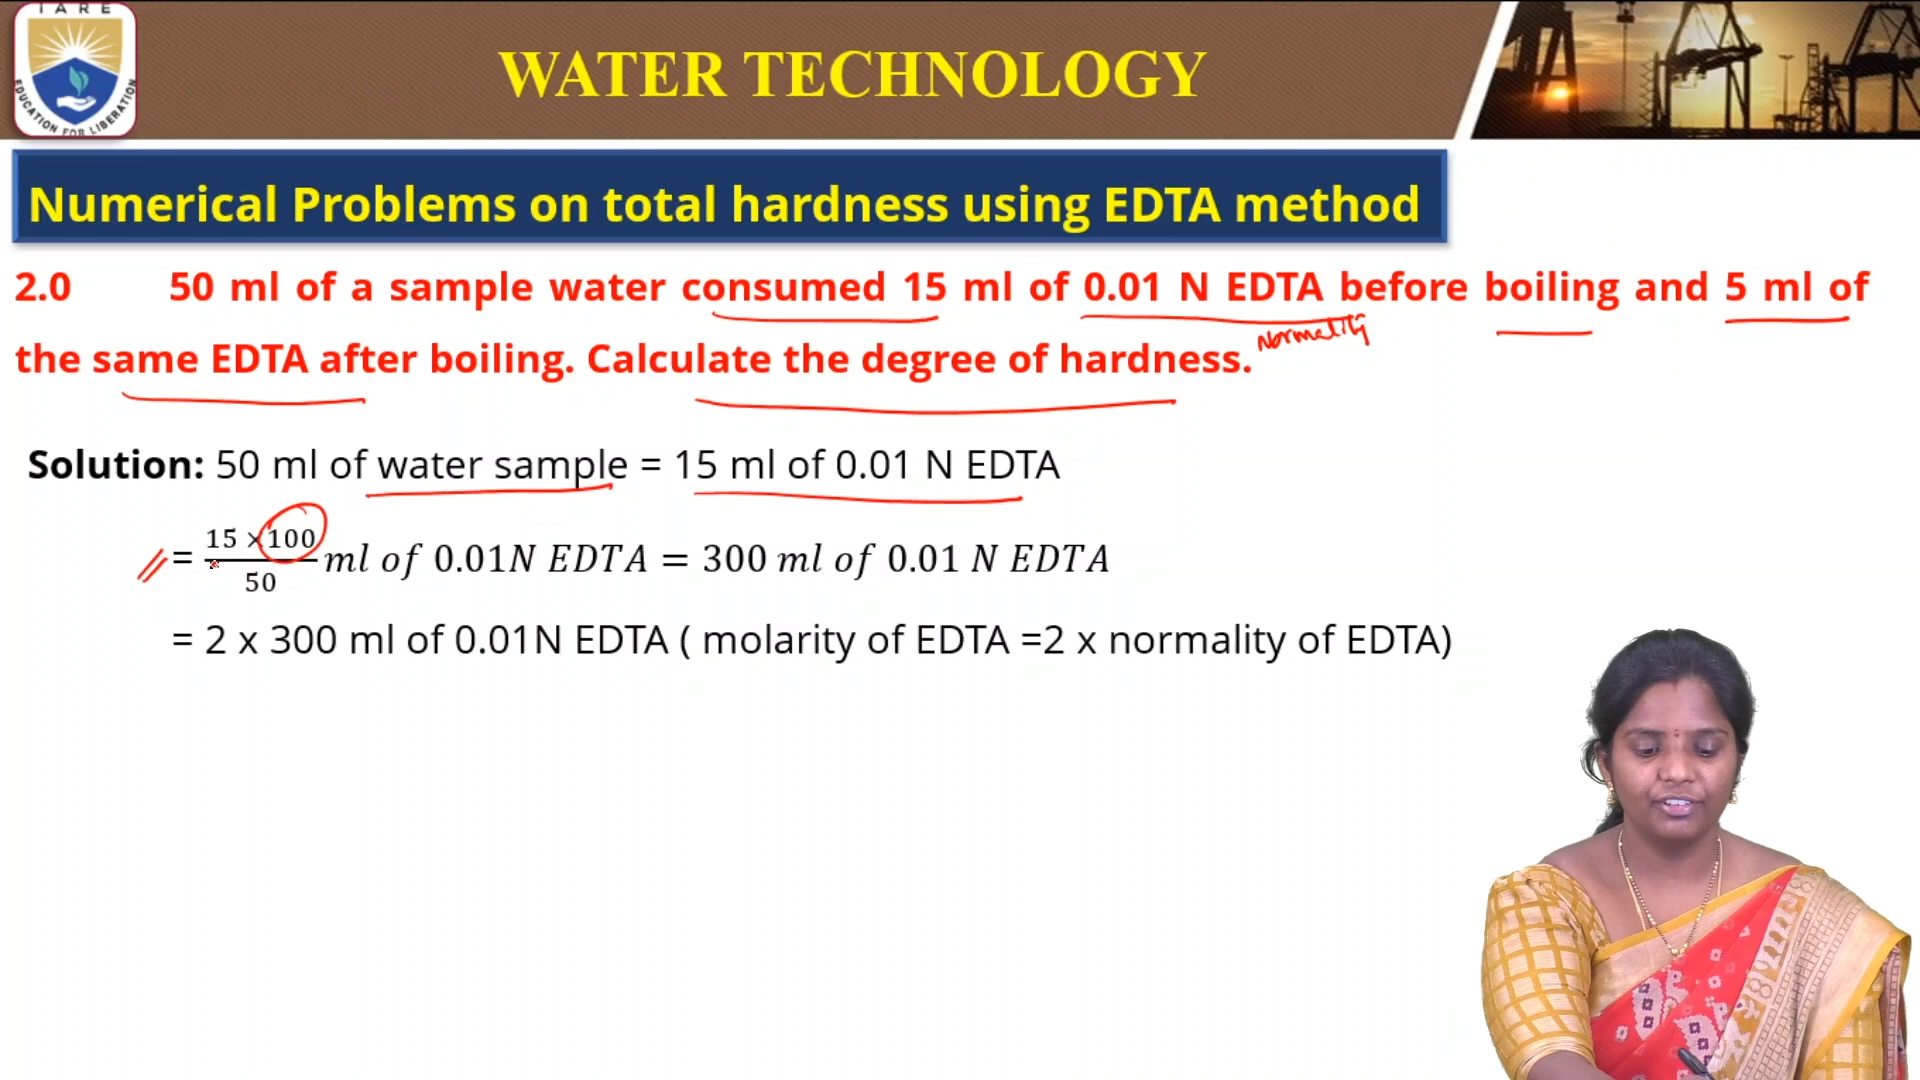 IARE
EDUCATION FOR LIBERATION
WATER TECHNOLOGY
Numerical Problems on total hardness using EDTA method
2.0 50 ml of a sample water consumed 15 ml of 0.01 N EDTA before boiling and 5 ml of
normality
the same EDTA after boiling. Calculate the degree of hardness.
Solution: 50 ml of water sample = 15 ml of 0.01 N EDTA
= 15 ×100 / 50 ml of 0.01N EDTA = 300 ml of 0.01 N EDTA
= 2 x 300 ml of 0.01N EDTA ( molarity of EDTA =2 x normality of EDTA)